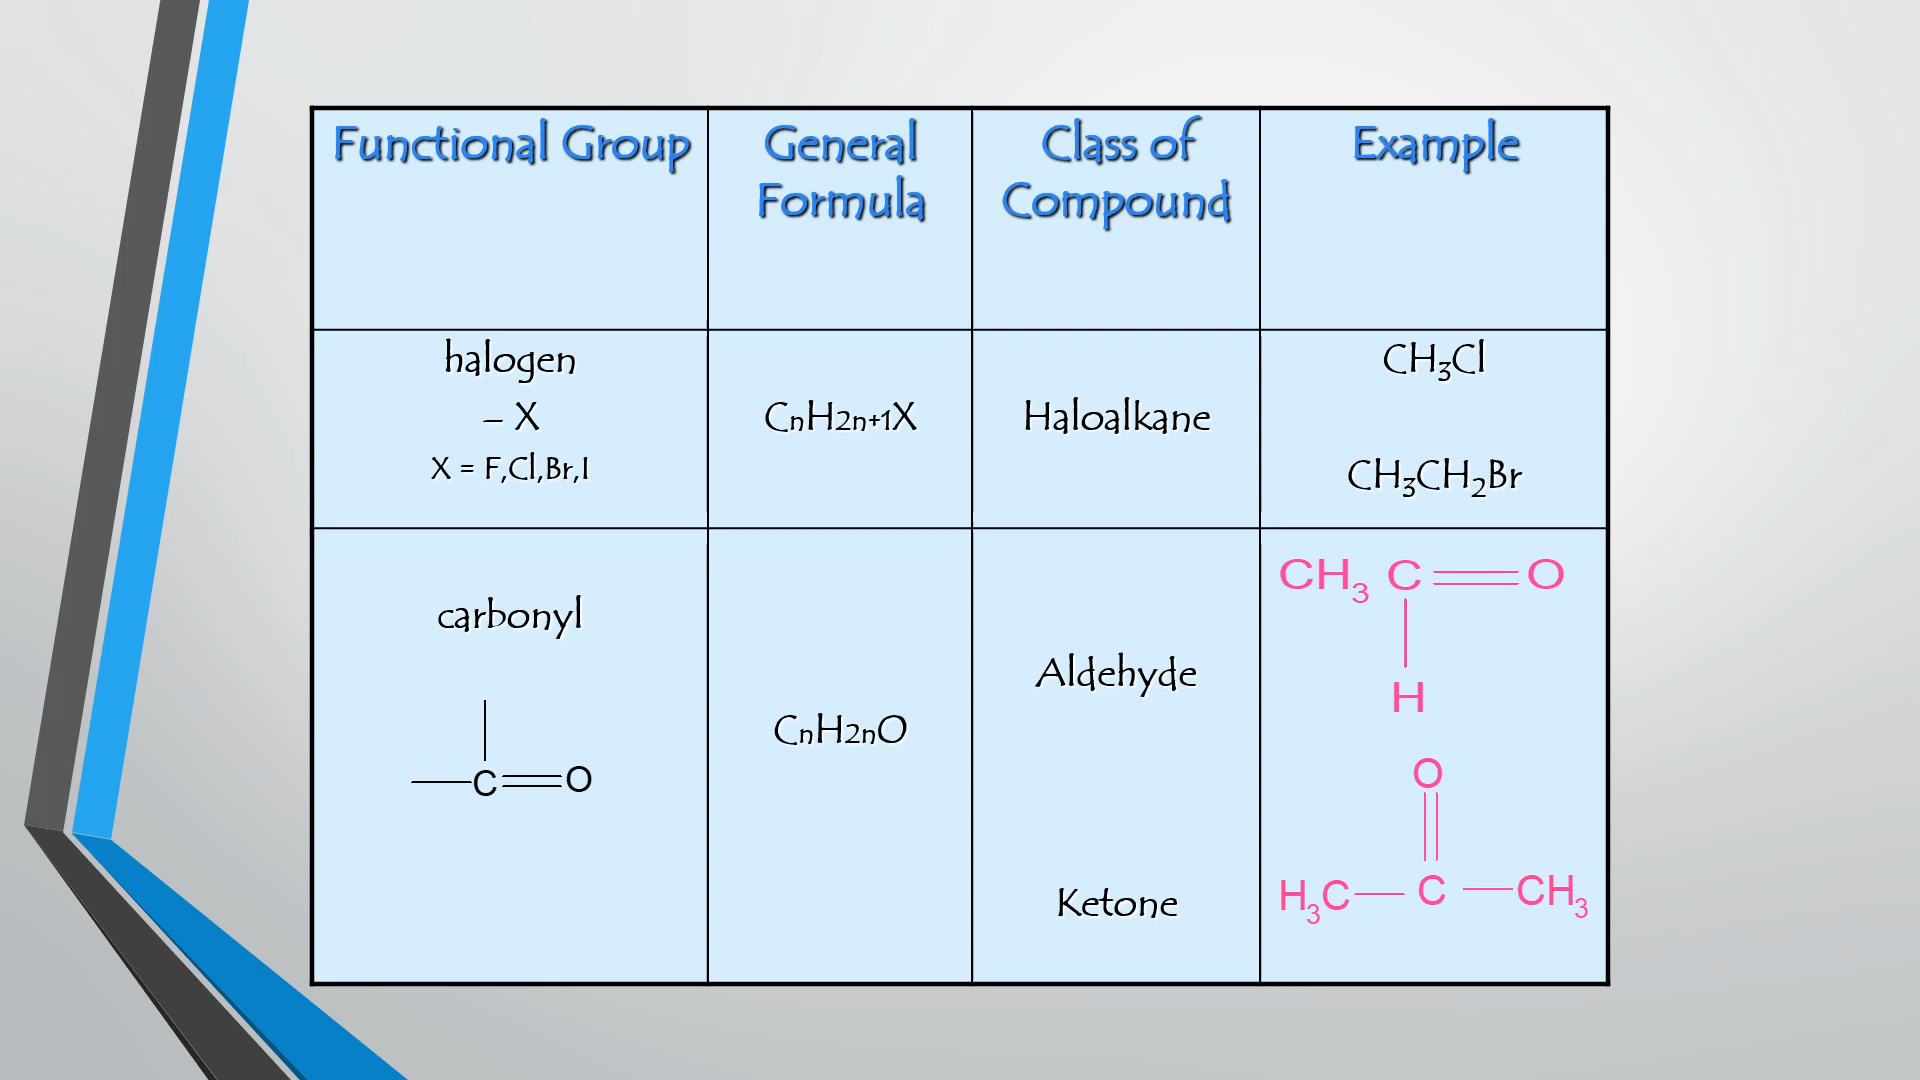 Functional Group
General
Formula
Class of
Compound
Example
halogen
– X
X = F,Cl,Br,I
CnH2n+1X
Haloalkane
CH₃Cl
CH₃CH₂Br
carbonyl
C O
CnH2nO
Aldehyde
Ketone
CH₃ C O
H
O
H₃C C CH₃